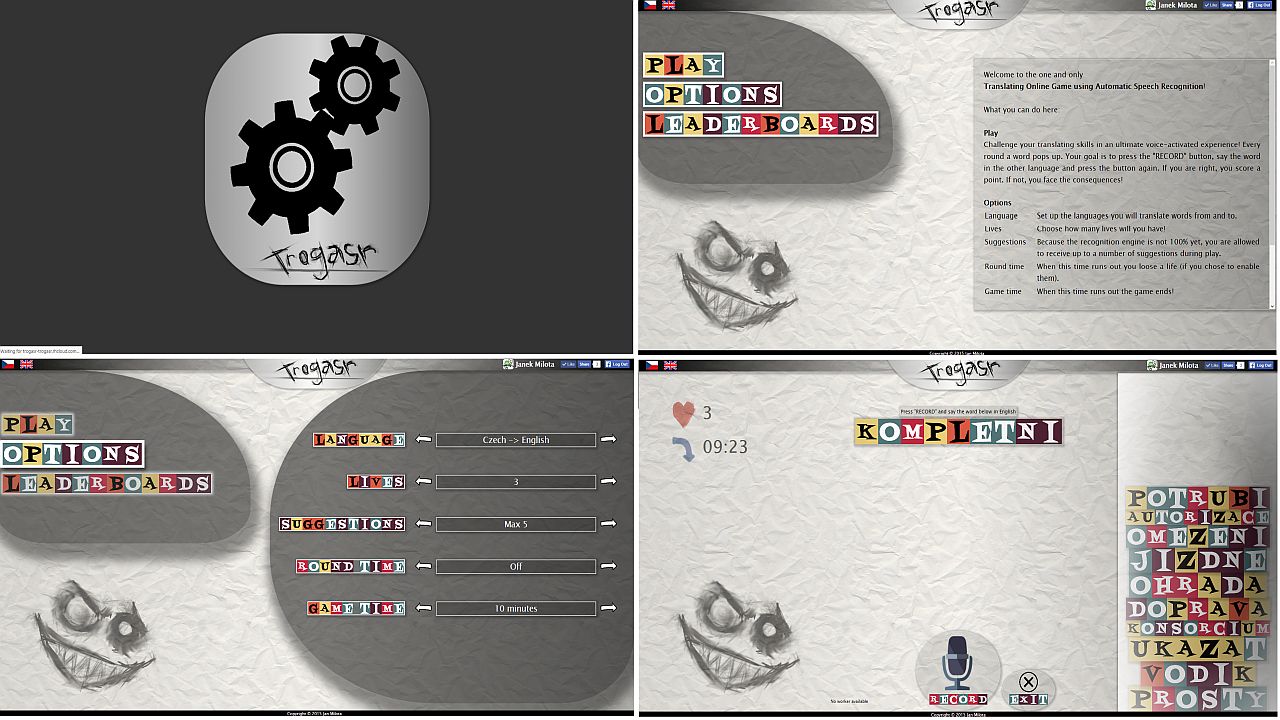 Trogasr
Waiting for trogasr-trogasr.rhcloud.com...
Trogasr
Janek Milota
Like
Share
3
Log Out
PLAY
OPTIONS
LEADERBOARDS
Welcome to the one and only
Translating Online Game using Automatic Speech Recognition!
What you can do here
Play
Challenge your translating skills in an ultimate voice-activated experience! Every
round a word pops up. Your goal is to press the "RECORD" button, say the word
in the other language and press the button again. If you are right, you score a
point. If not, you face the consequences!
Options
Language Set up the languages you will translate words from and to.
Lives Choose how many lives will you have!
Suggestions Because the recognition engine is not 100% yet, you are allowed
to receive up to a number of suggestions during play.
Round time When this time runs out you loose a life (if you chose to enable
them).
Game time When this time runs out the game ends!
Copyright © 2015 Jan Milota
Trogasr
Janek Milota
Like
Share
3
Log Out
PLAY
OPTIONS
LEADERBOARDS
LANGUAGE Czech -> English
LIVES 3
SUGGESTIONS Max 5
ROUND TIME Off
GAME TIME 10 minutes
Copyright © 2015 Jan Milota
Trogasr
Janek Milota
Like
Share
3
Log Out
3
09:23
Press "RECORD" and say the word below in English
KOMPLETNI
POTRUBI
AUTORIZACE
OMEZENI
JIZDNE
OHRADA
DOPRAVA
KONSORCIUM
UKAZAT
VODIK
PROSTY
No worker available
RECORD
EXIT
Copyright © 2015 Jan Milota